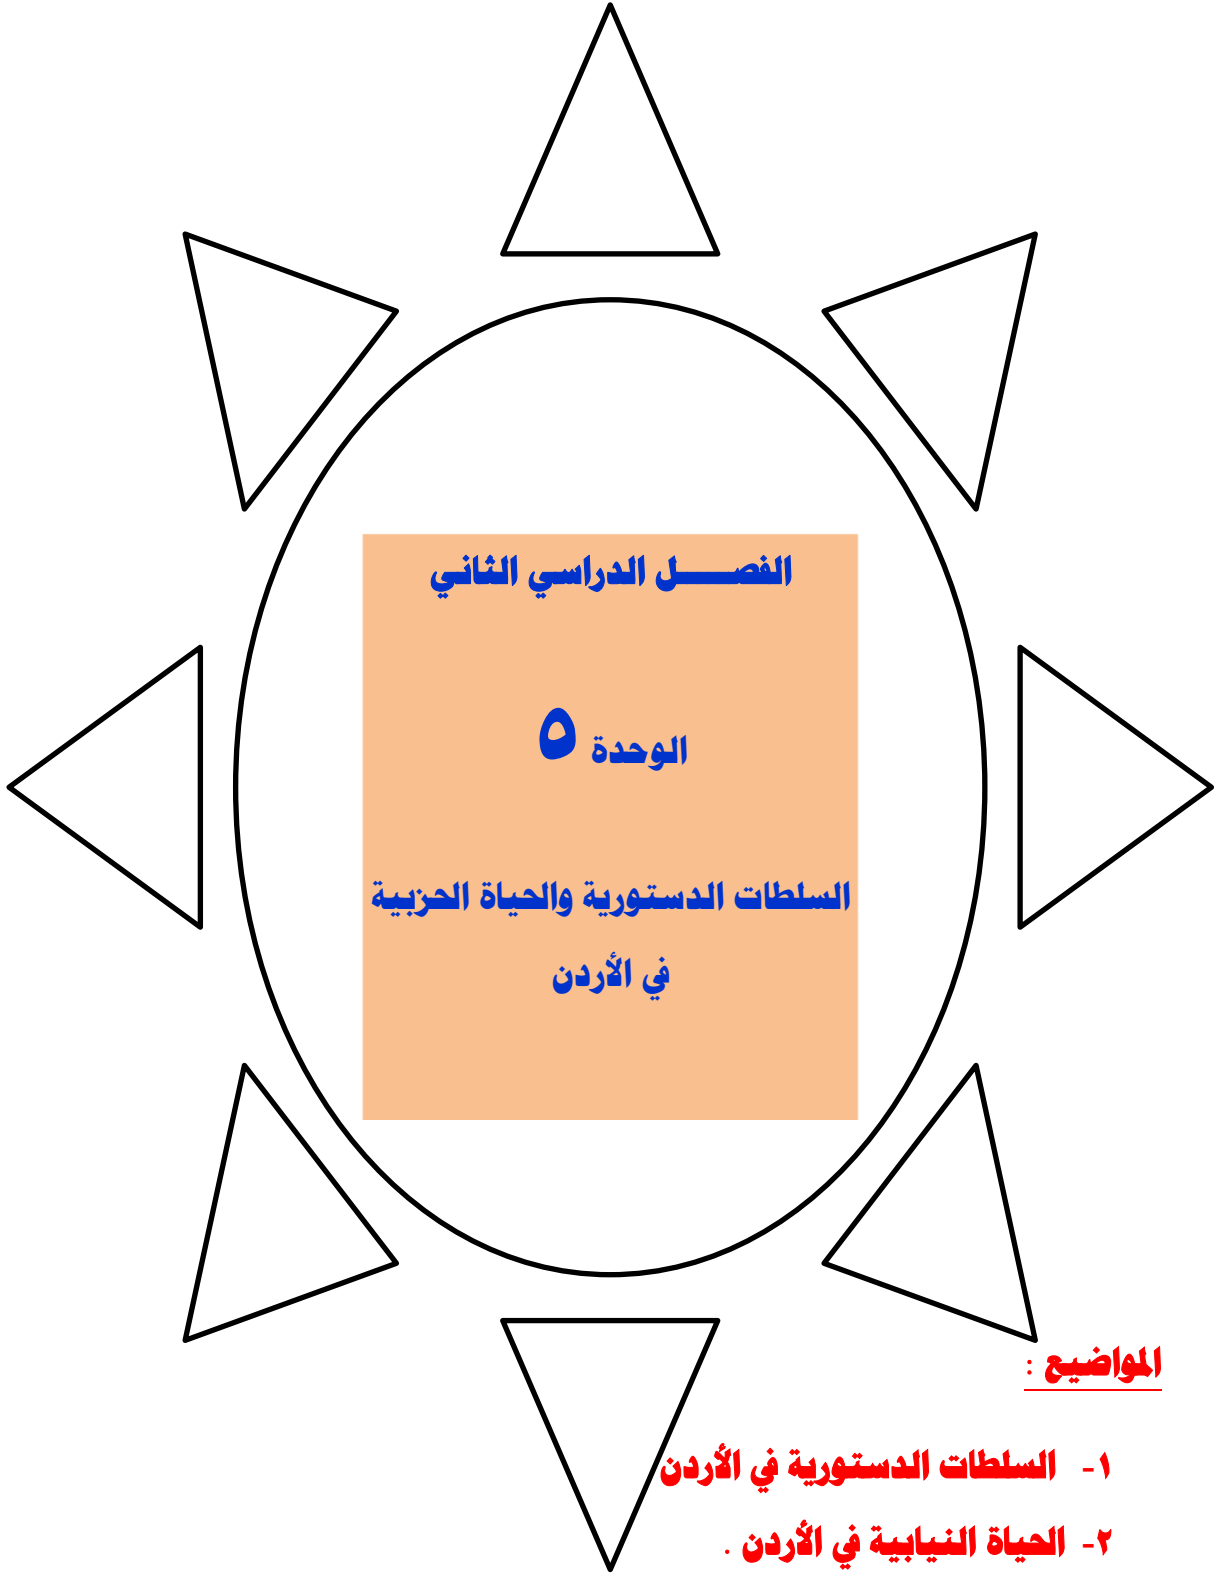 الفصـــــل الدراسي الثاني
الوحدة ٥
السلطات الدستورية والحياة الحزبية
في الأردن
المواضيع :
١- السلطات الدستورية في الأردن
٢- الحياة النيابية في الأردن .